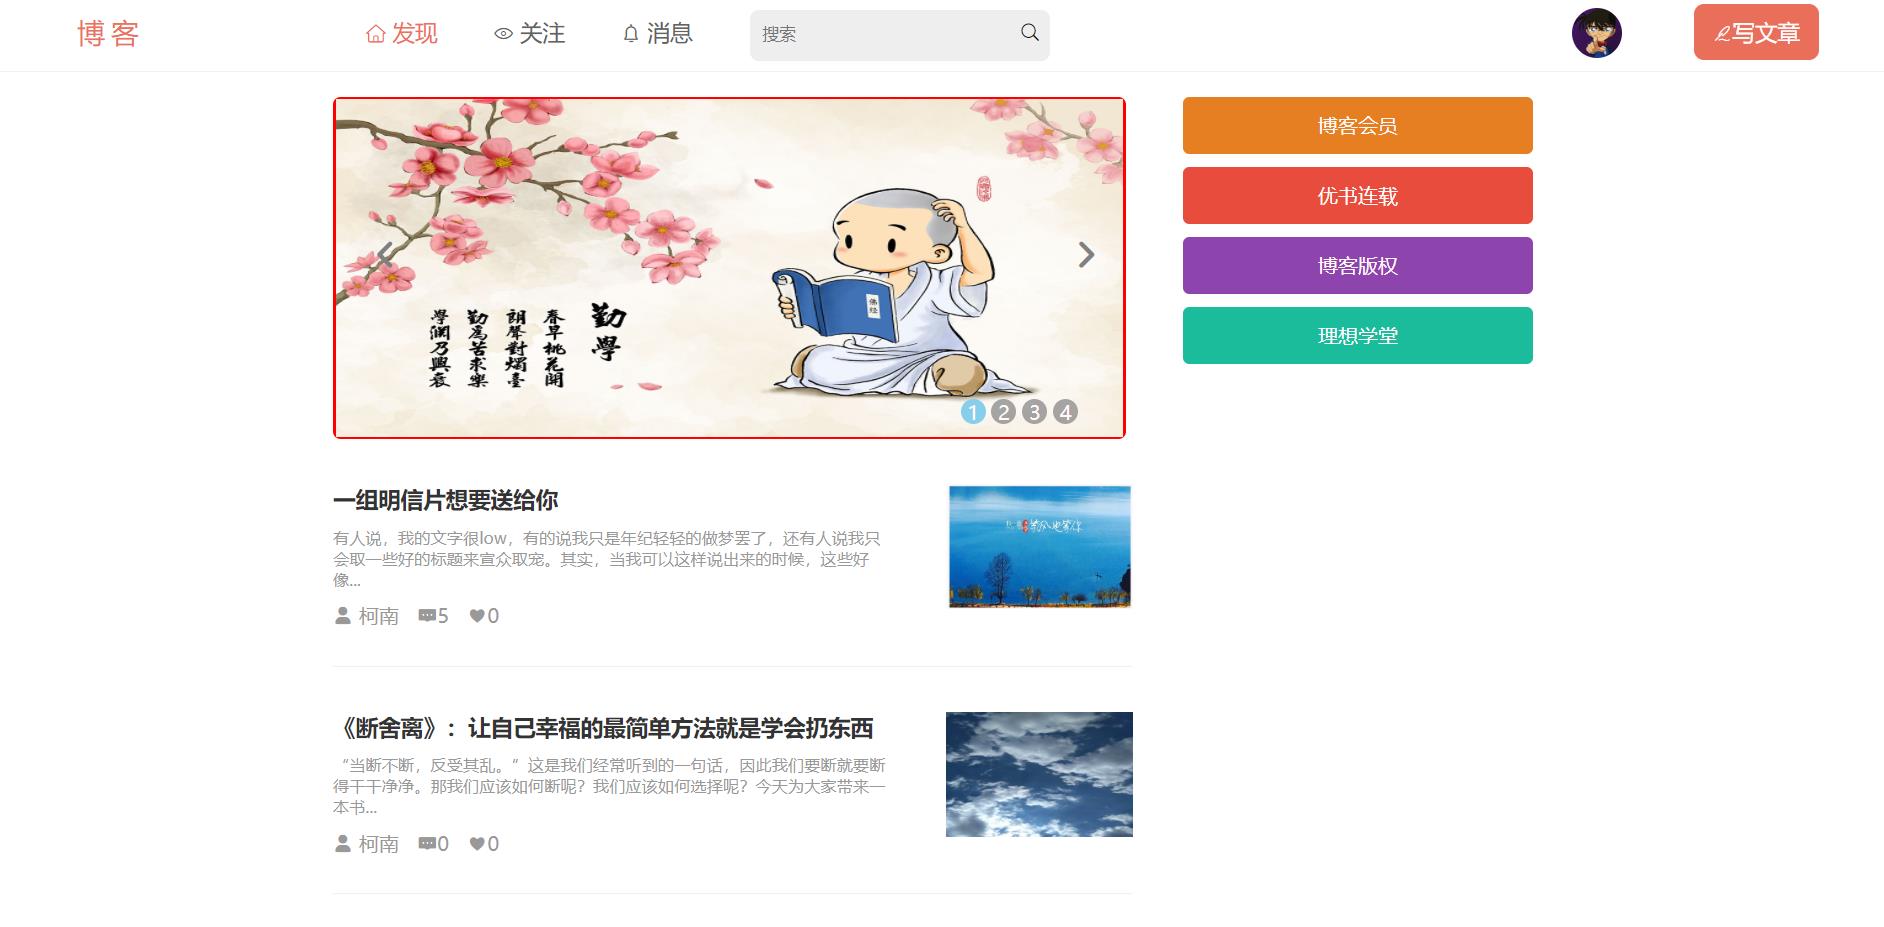 博客
发现
关注
消息
搜索
写文章
勤學
春早桃花開
朗聲對燭臺
勤爲苦求樂
學淵乃興衰
佛经
1 2 3 4
博客会员
优书连载
博客版权
理想学堂
一组明信片想要送给你
有人说，我的文字很low，有的说我只是年纪轻轻的做梦罢了，还有人说我只
会取一些好的标题来宣众取宠。其实，当我可以这样说出来的时候，这些好
像...
柯南 5 0
《断舍离》：让自己幸福的最简单方法就是学会扔东西
“当断不断，反受其乱。”这是我们经常听到的一句话，因此我们要断就要断
得干干净净。那我们应该如何断呢？我们应该如何选择呢？今天为大家带来一
本书...
柯南 0 0